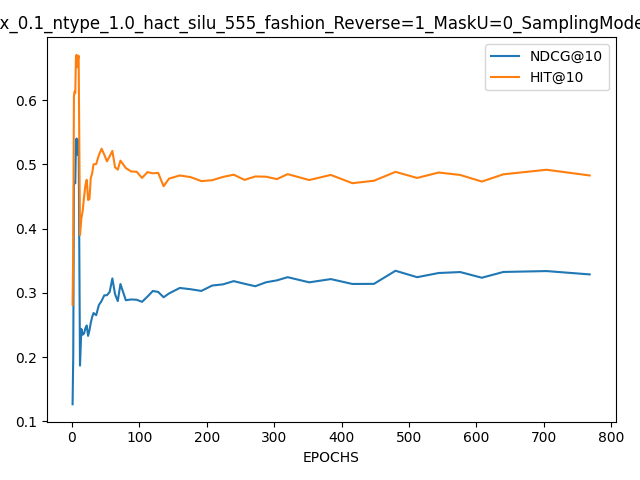 x_0.1_ntype_1.0_hact_silu_555_fashion_Reverse=1_MaskU=0_SamplingMode
NDCG@10
HIT@10
0.6
0.5
0.4
0.3
0.2
0.1
0 100 200 300 400 500 600 700 800
EPOCHS